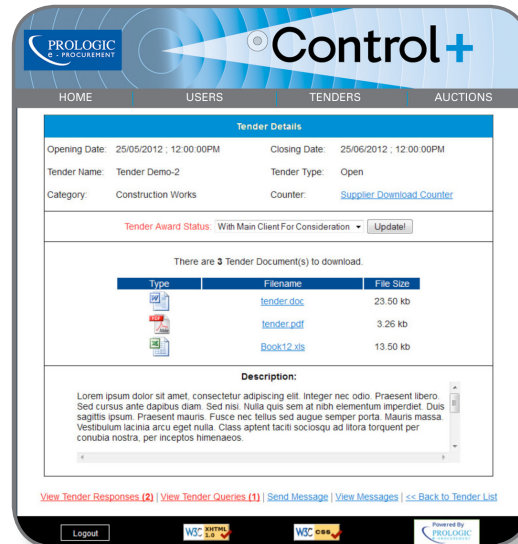 PROLOGIC
e - PROCUREMENT
Control+
HOME USERS TENDERS AUCTIONS
Tender Details
Opening Date: 25/05/2012 ; 12:00:00PM Closing Date: 25/06/2012 ; 12:00:00PM
Tender Name: Tender Demo-2 Tender Type: Open
Category: Construction Works Counter: Supplier Download Counter
Tender Award Status: With Main Client For Consideration Update!
There are 3 Tender Document(s) to download.
Type Filename File Size
tender.doc 23.50 kb
PDF tender.pdf 3.26 kb
Book12.xls 13.50 kb
Description:
Lorem ipsum dolor sit amet, consectetur adipiscing elit. Integer nec odio. Praesent libero.
Sed cursus ante dapibus diam. Sed nisi. Nulla quis sem at nibh elementum imperdiet. Duis
sagittis ipsum. Praesent mauris. Fusce nec tellus sed augue semper porta. Mauris massa.
Vestibulum lacinia arcu eget nulla. Class aptent taciti sociosqu ad litora torquent per
conubia nostra, per inceptos himenaeos.
View Tender Responses (2) | View Tender Queries (1) | Send Message | View Messages | << Back to Tender List
Logout W3C XHTML 1.0 W3C css Powered By
PROLOGIC